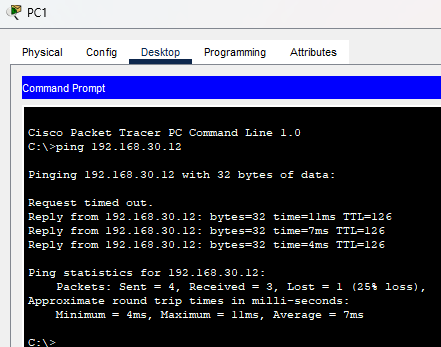 PC1
Physical Config Desktop Programming Attributes
Command Prompt
Cisco Packet Tracer PC Command Line 1.0
C:\>ping 192.168.30.12
Pinging 192.168.30.12 with 32 bytes of data:
Request timed out.
Reply from 192.168.30.12: bytes=32 time=11ms TTL=126
Reply from 192.168.30.12: bytes=32 time=7ms TTL=126
Reply from 192.168.30.12: bytes=32 time=4ms TTL=126
Ping statistics for 192.168.30.12:
Packets: Sent = 4, Received = 3, Lost = 1 (25% loss),
Approximate round trip times in milli-seconds:
Minimum = 4ms, Maximum = 11ms, Average = 7ms
C:\>